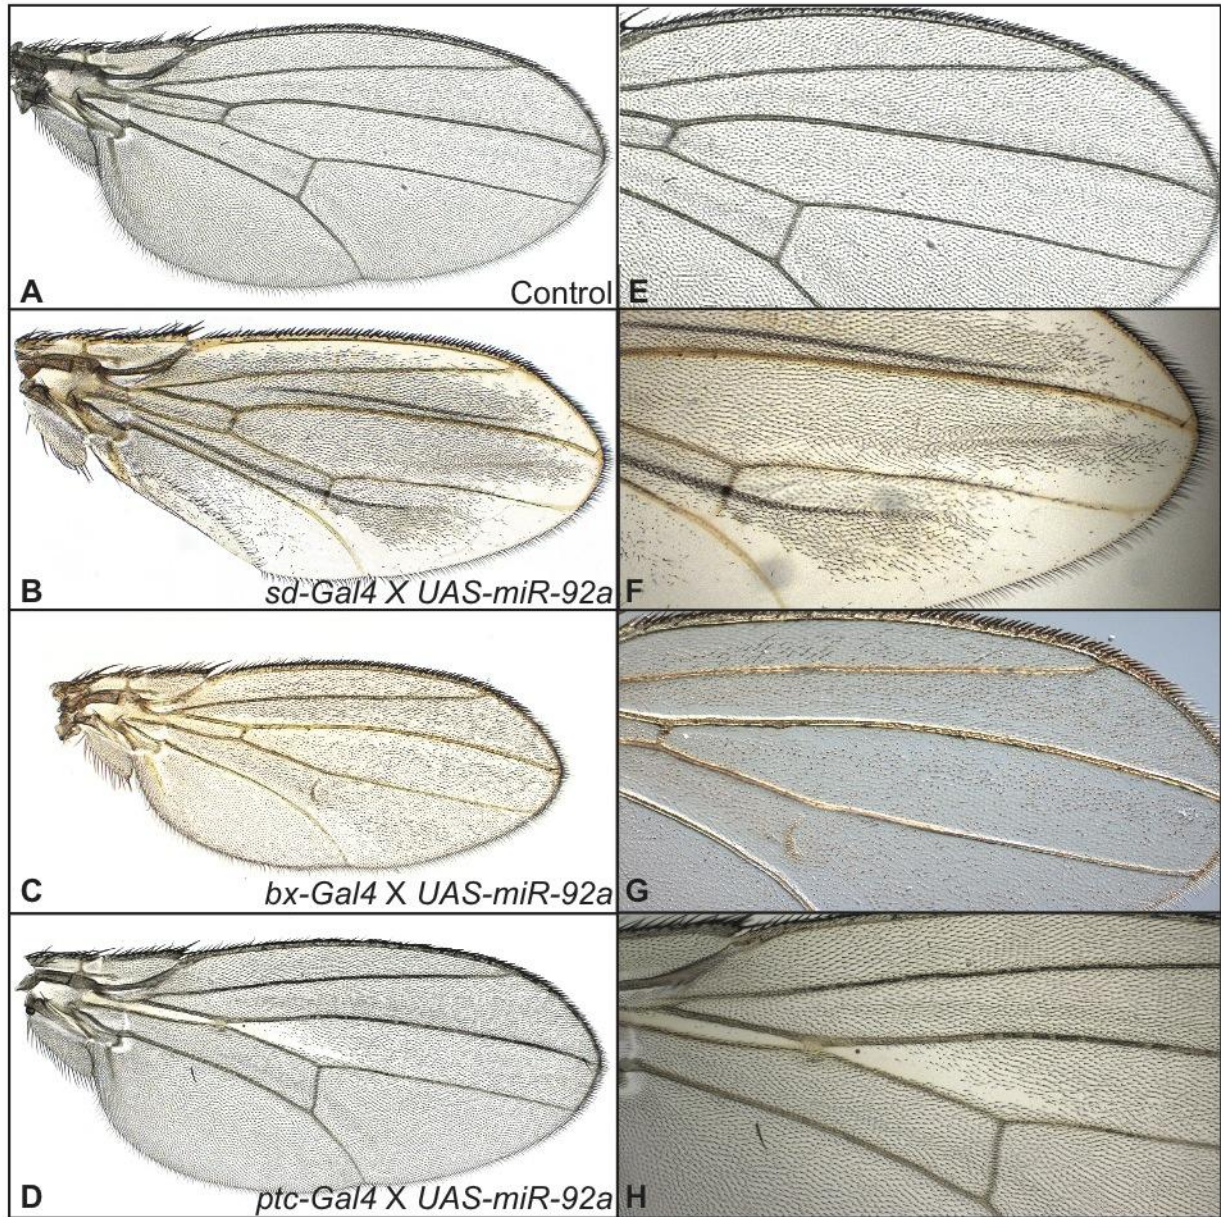 A
Control
E
B
sd-Gal4 X UAS-miR-92a
F
C
bx-Gal4 X UAS-miR-92a
G
D
ptc-Gal4 X UAS-miR-92a
H